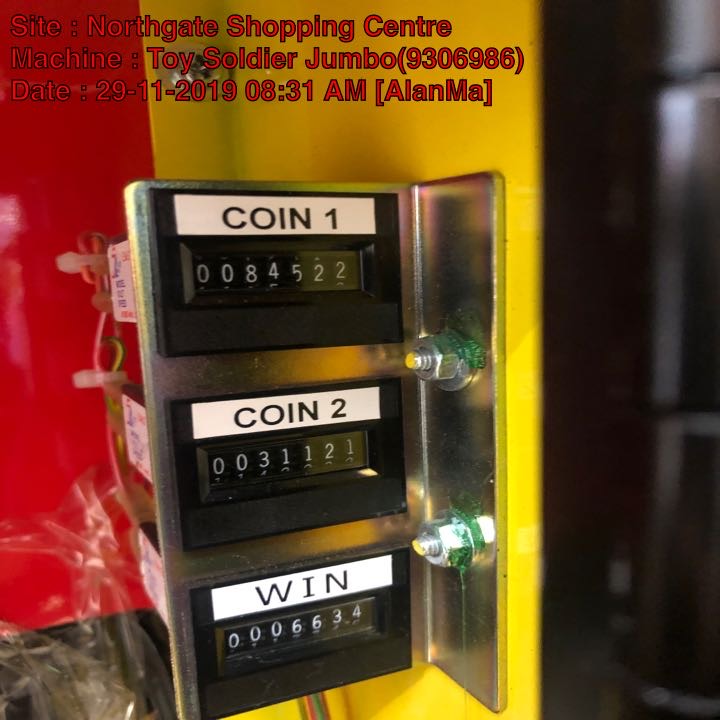 Site : Northgate Shopping Centre
Machine : Toy Soldier Jumbo(9306986)
Date : 29-11-2019 08:31 AM [AlanMa]
COIN 1
0084522
COIN 2
0031121
WIN
0006634